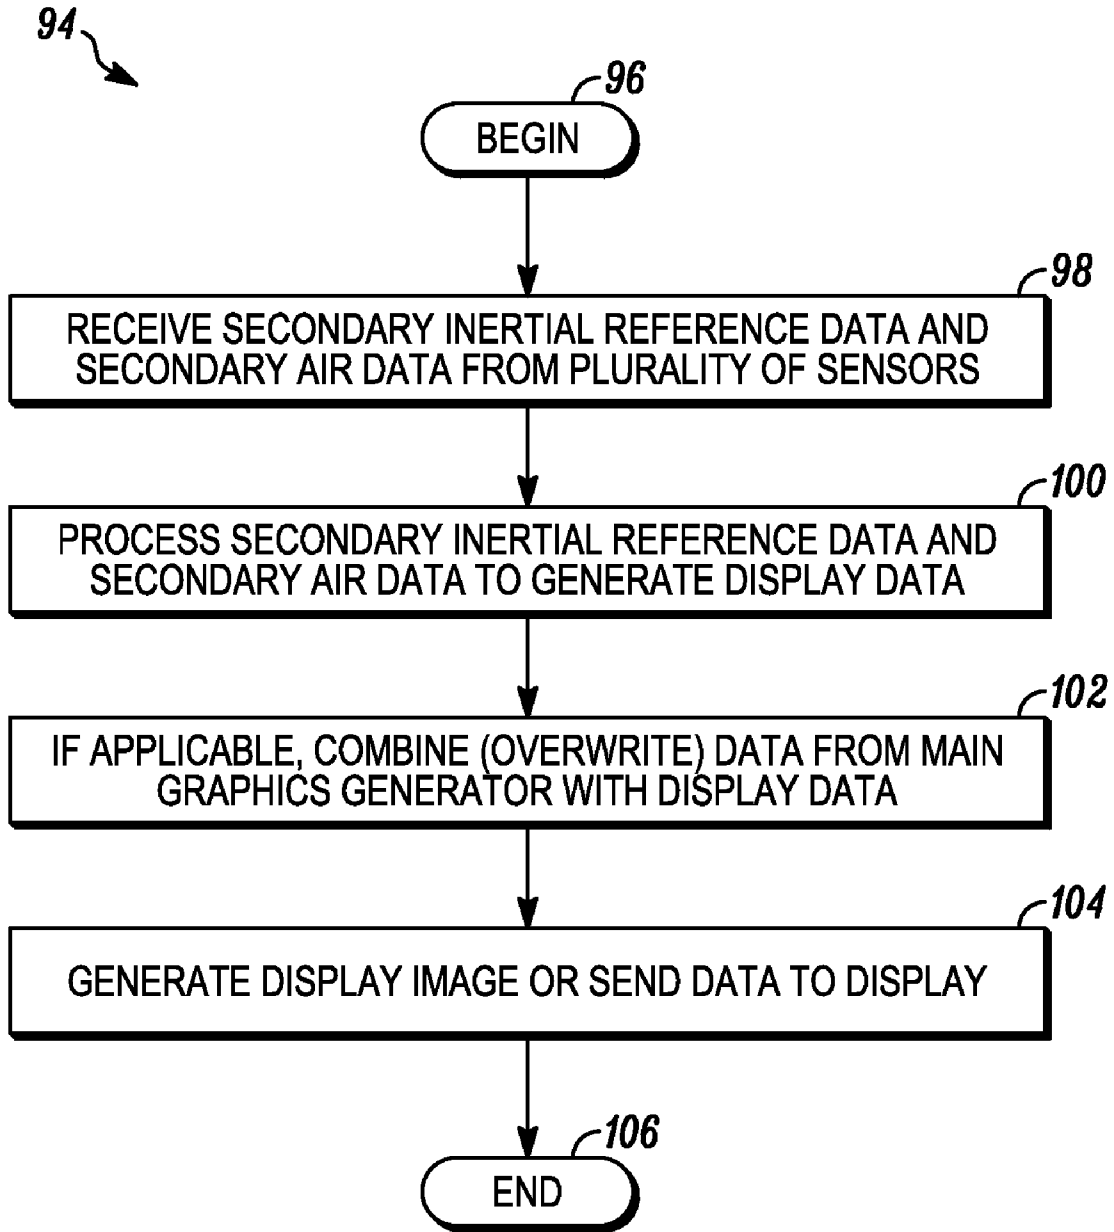 94
96
BEGIN
98
RECEIVE SECONDARY INERTIAL REFERENCE DATA AND
SECONDARY AIR DATA FROM PLURALITY OF SENSORS
100
PROCESS SECONDARY INERTIAL REFERENCE DATA AND
SECONDARY AIR DATA TO GENERATE DISPLAY DATA
102
IF APPLICABLE, COMBINE (OVERWRITE) DATA FROM MAIN
GRAPHICS GENERATOR WITH DISPLAY DATA
104
GENERATE DISPLAY IMAGE OR SEND DATA TO DISPLAY
106
END